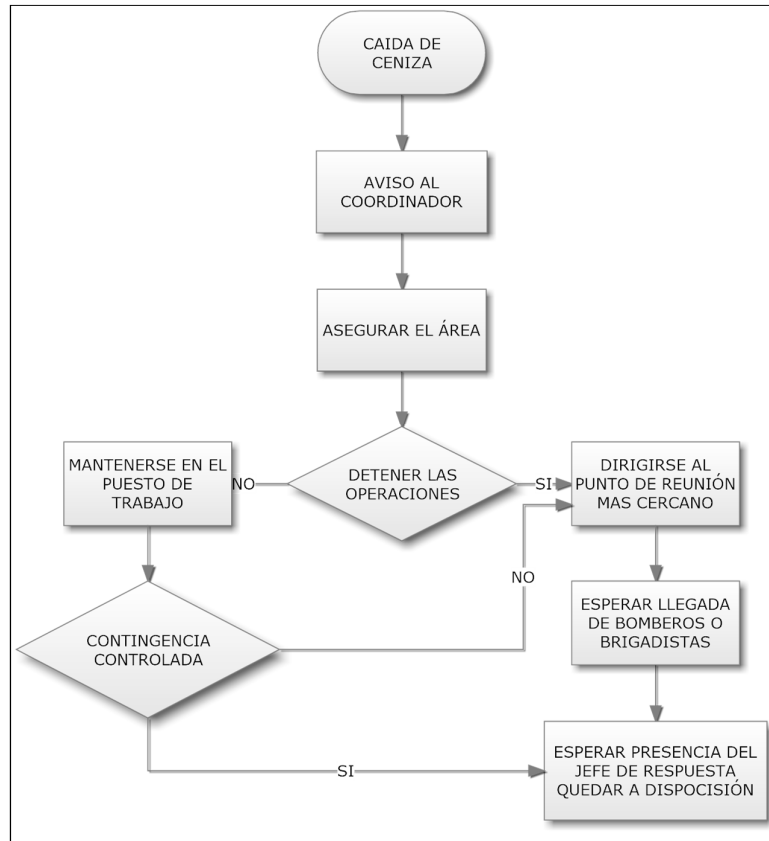 CAIDA DE
CENIZA
AVISO AL
COORDINADOR
ASEGURAR EL ÁREA
DETENER LAS
OPERACIONES
NO
SI
MANTENERSE EN EL
PUESTO DE
TRABAJO
DIRIGIRSE AL
PUNTO DE REUNIÓN
MAS CERCANO
CONTINGENCIA
CONTROLADA
NO
SI
ESPERAR LLEGADA
DE BOMBEROS O
BRIGADISTAS
ESPERAR PRESENCIA DEL
JEFE DE RESPUESTA
QUEDAR A DISPOCISIÓN